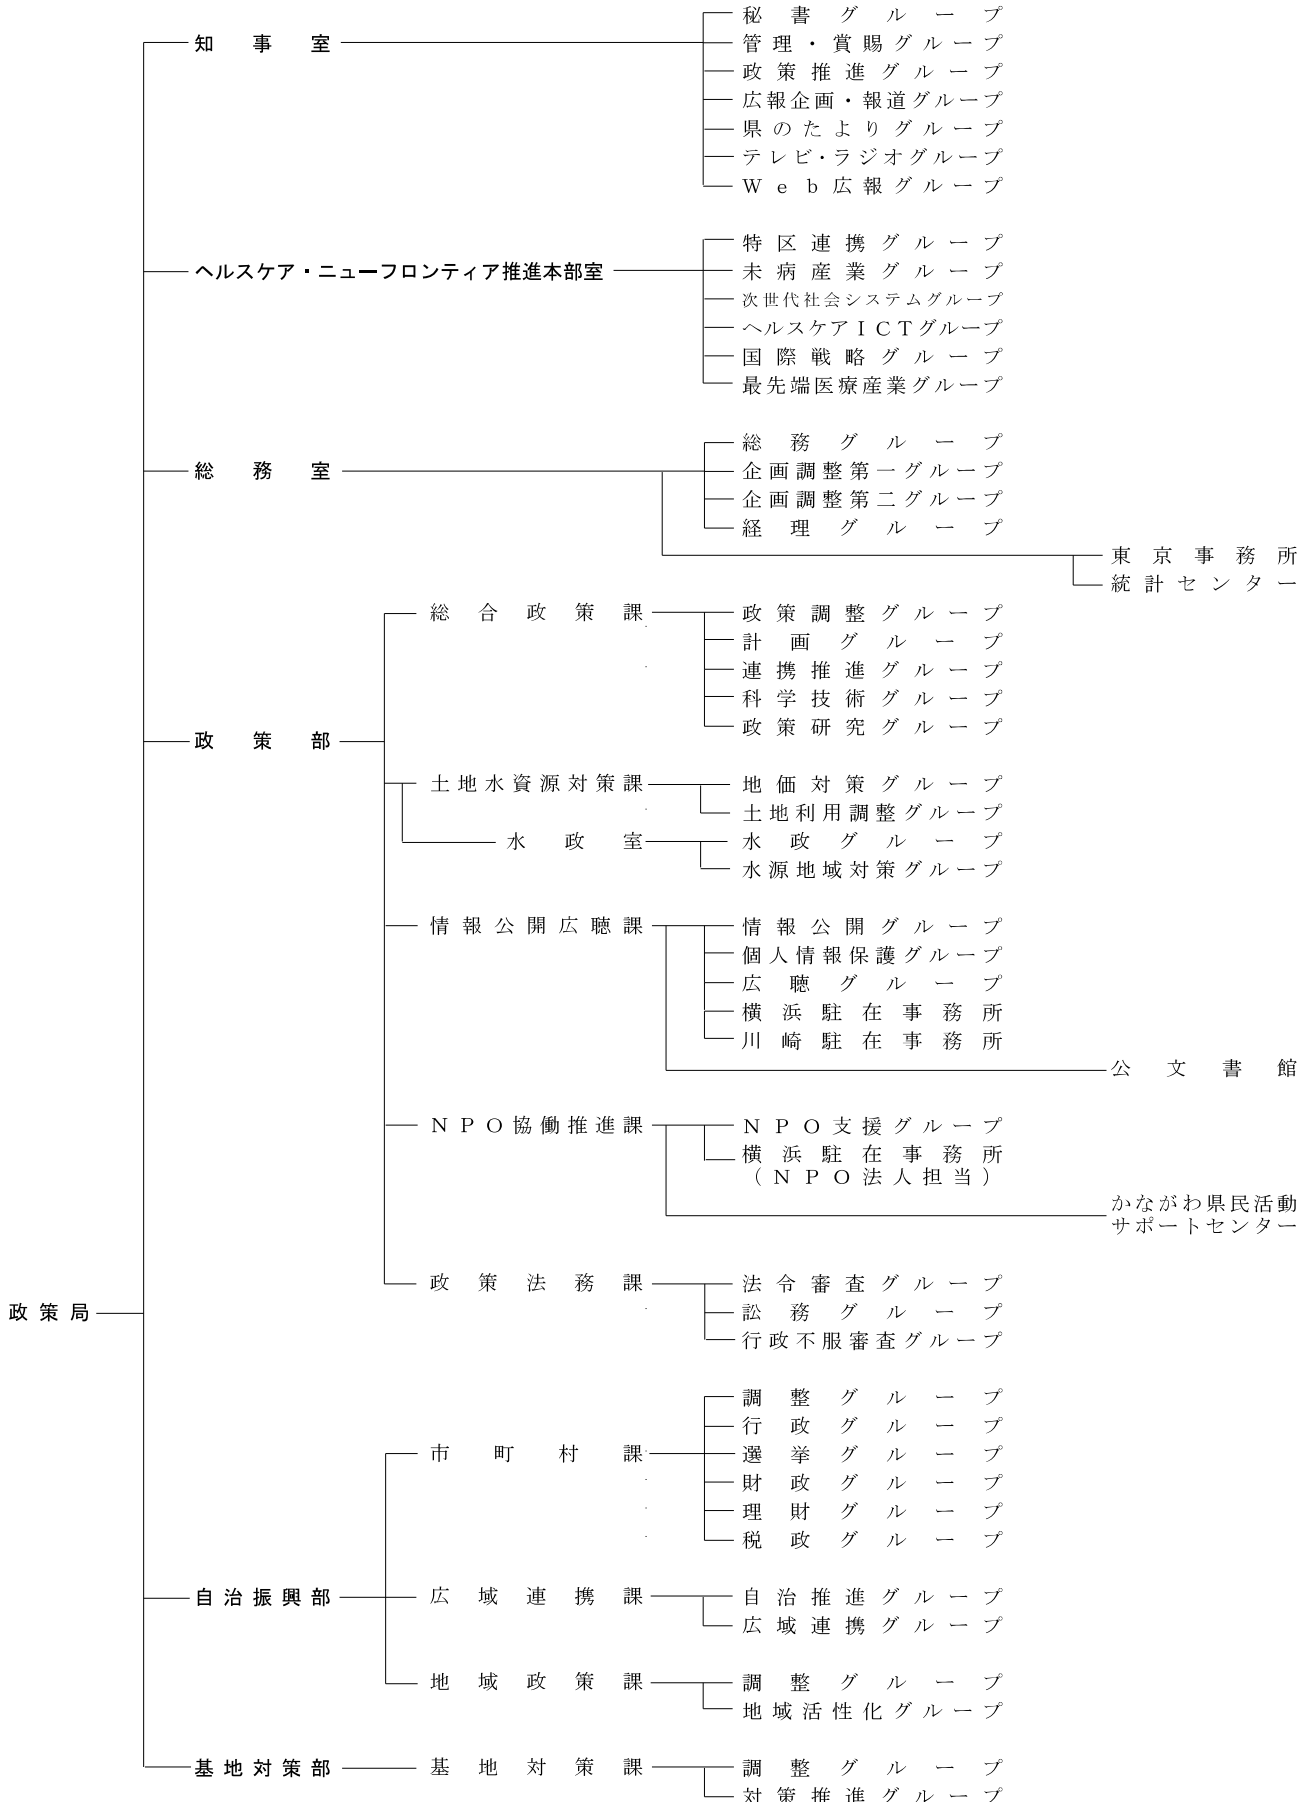 秘書グループ
知事室 管理・賞賜グループ
政策推進グループ
広報企画・報道グループ
県のたよりグループ
テレビ・ラジオグループ
Ｗｅｂ広報グループ
特区連携グループ
ヘルスケア・ニューフロンティア推進本部室 未病産業グループ
次世代社会システムグループ
ヘルスケアＩＣＴグループ
国際戦略グループ
最先端医療産業グループ
総務グループ
総務室 企画調整第一グループ
企画調整第二グループ
経理グループ
東京事務所
統計センター
総合政策課 政策調整グループ
計画グループ
連携推進グループ
科学技術グループ
政策研究グループ
政策部
土地水資源対策課 地価対策グループ
土地利用調整グループ
水政室 水政グループ
水源地域対策グループ
情報公開広聴課 情報公開グループ
個人情報保護グループ
広聴グループ
横浜駐在事務所
川崎駐在事務所
公文書館
ＮＰＯ協働推進課 ＮＰＯ支援グループ
横浜駐在事務所
（ＮＰＯ法人担当）
かながわ県民活動
サポートセンター
政策法務課 法令審査グループ
政策局 訟務グループ
行政不服審査グループ
調整グループ
行政グループ
市町村課 選挙グループ
財政グループ
理財グループ
税政グループ
自治振興部 広域連携課 自治推進グループ
広域連携グループ
地域政策課 調整グループ
地域活性化グループ
基地対策部 基地対策課 調整グループ
対策推進グループ